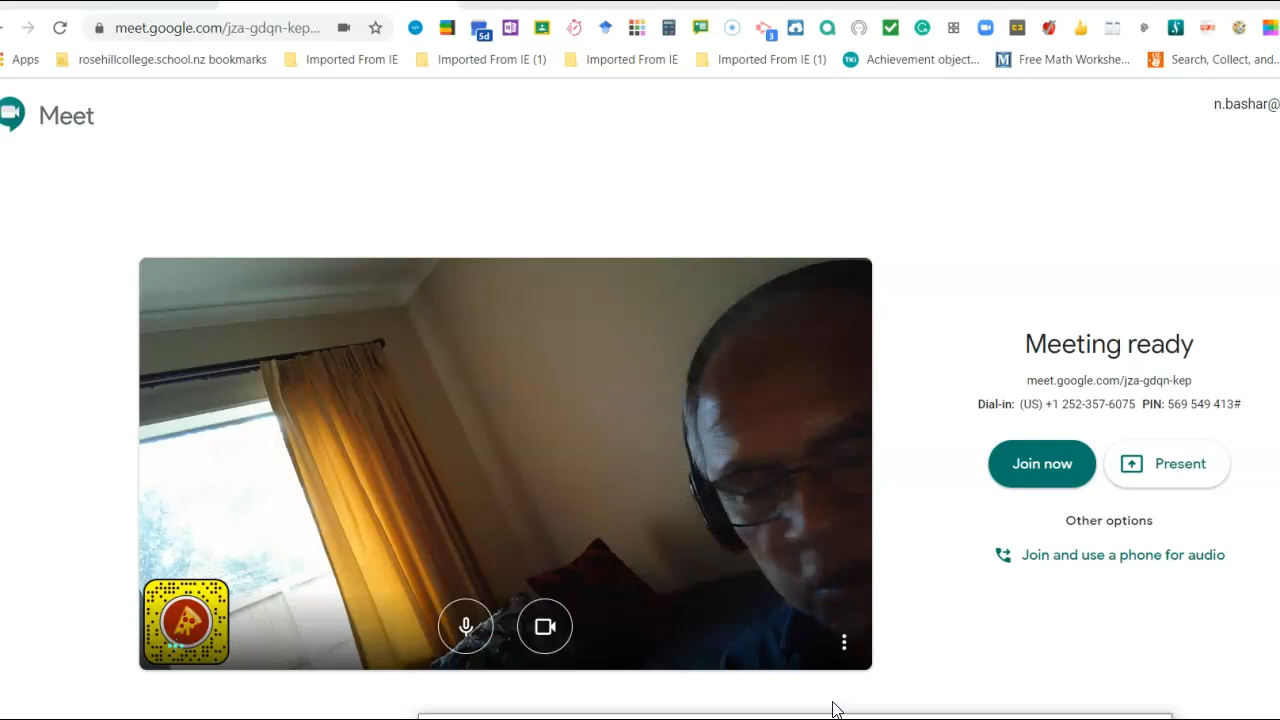 meet.google.com/jza-gdqn-kep...
5d
3
Apps
rosehillcollege.school.nz bookmarks
Imported From IE
Imported From IE (1)
Imported From IE
Imported From IE (1)
Achievement object...
Free Math Workshe...
Search, Collect, and...
Meet
n.bashar@
Meeting ready
meet.google.com/jza-gdqn-kep
Dial-in: (US) +1 252-357-6075 PIN: 569 549 413#
Join now
Present
Other options
Join and use a phone for audio